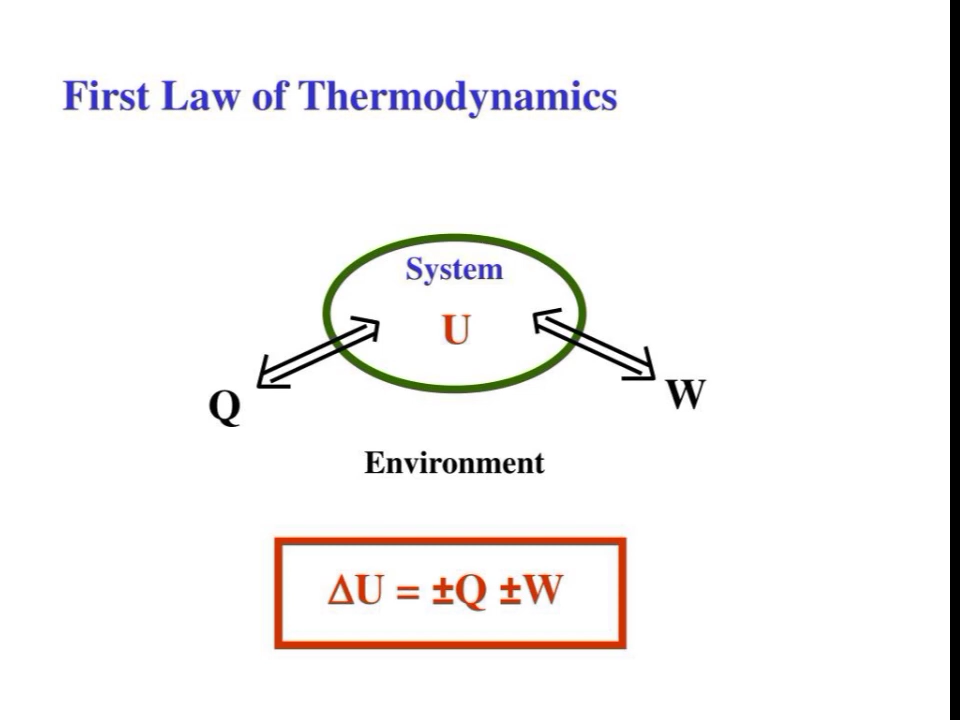 First Law of Thermodynamics
System
U
Q
W
Environment
ΔU = ±Q ±W